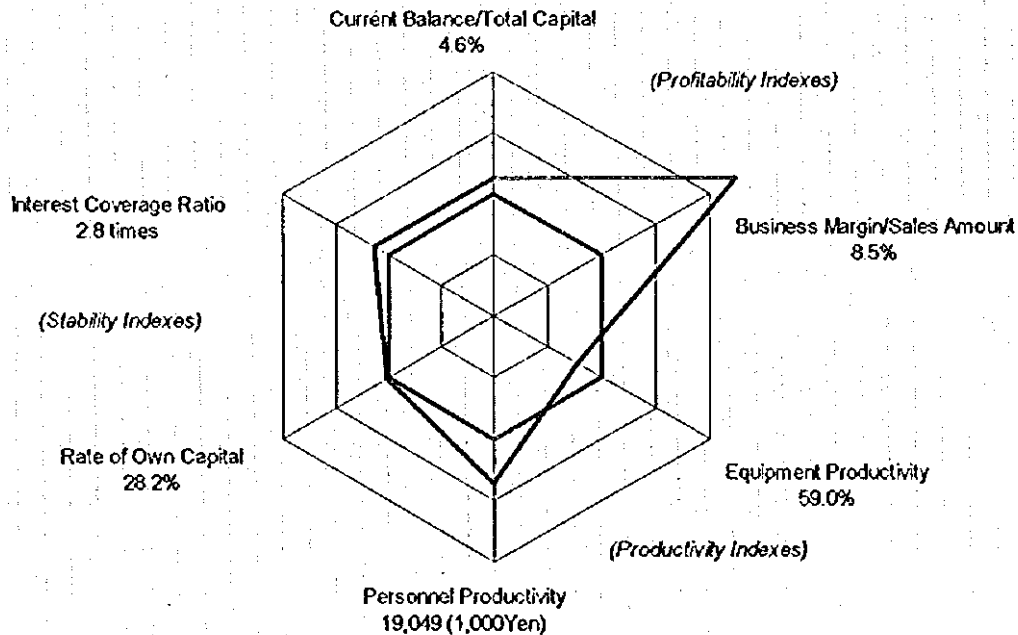 Current Balance/Total Capital
4.6%
(Profitability Indexes)
Interest Coverage Ratio
2.8 times
Business Margin/Sales Amount
8.5%
(Stability Indexes)
Rate of Own Capital
28.2%
Equipment Productivity
59.0%
(Productivity Indexes)
Personnel Productivity
19,049 (1,000Yen)